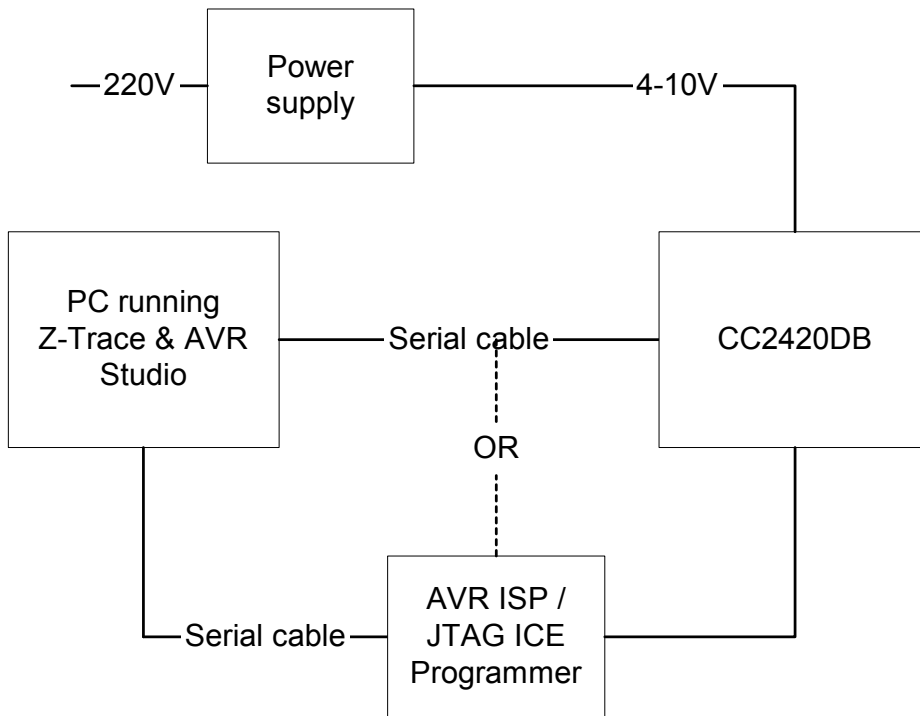 220V
Power
supply
4-10V
PC running
Z-Trace & AVR
Studio
Serial cable
CC2420DB
OR
Serial cable
AVR ISP /
JTAG ICE
Programmer